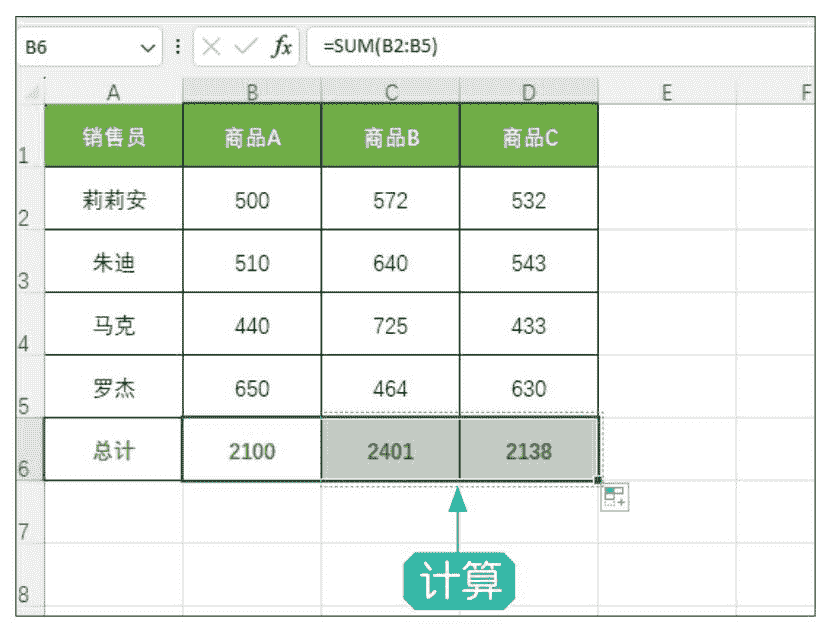 B6 fx =SUM(B2:B5)
A B C D E F
1 销售员 商品A 商品B 商品C
2 莉莉安 500 572 532
3 朱迪 510 640 543
4 马克 440 725 433
5 罗杰 650 464 630
6 总计 2100 2401 2138
7
计算
8